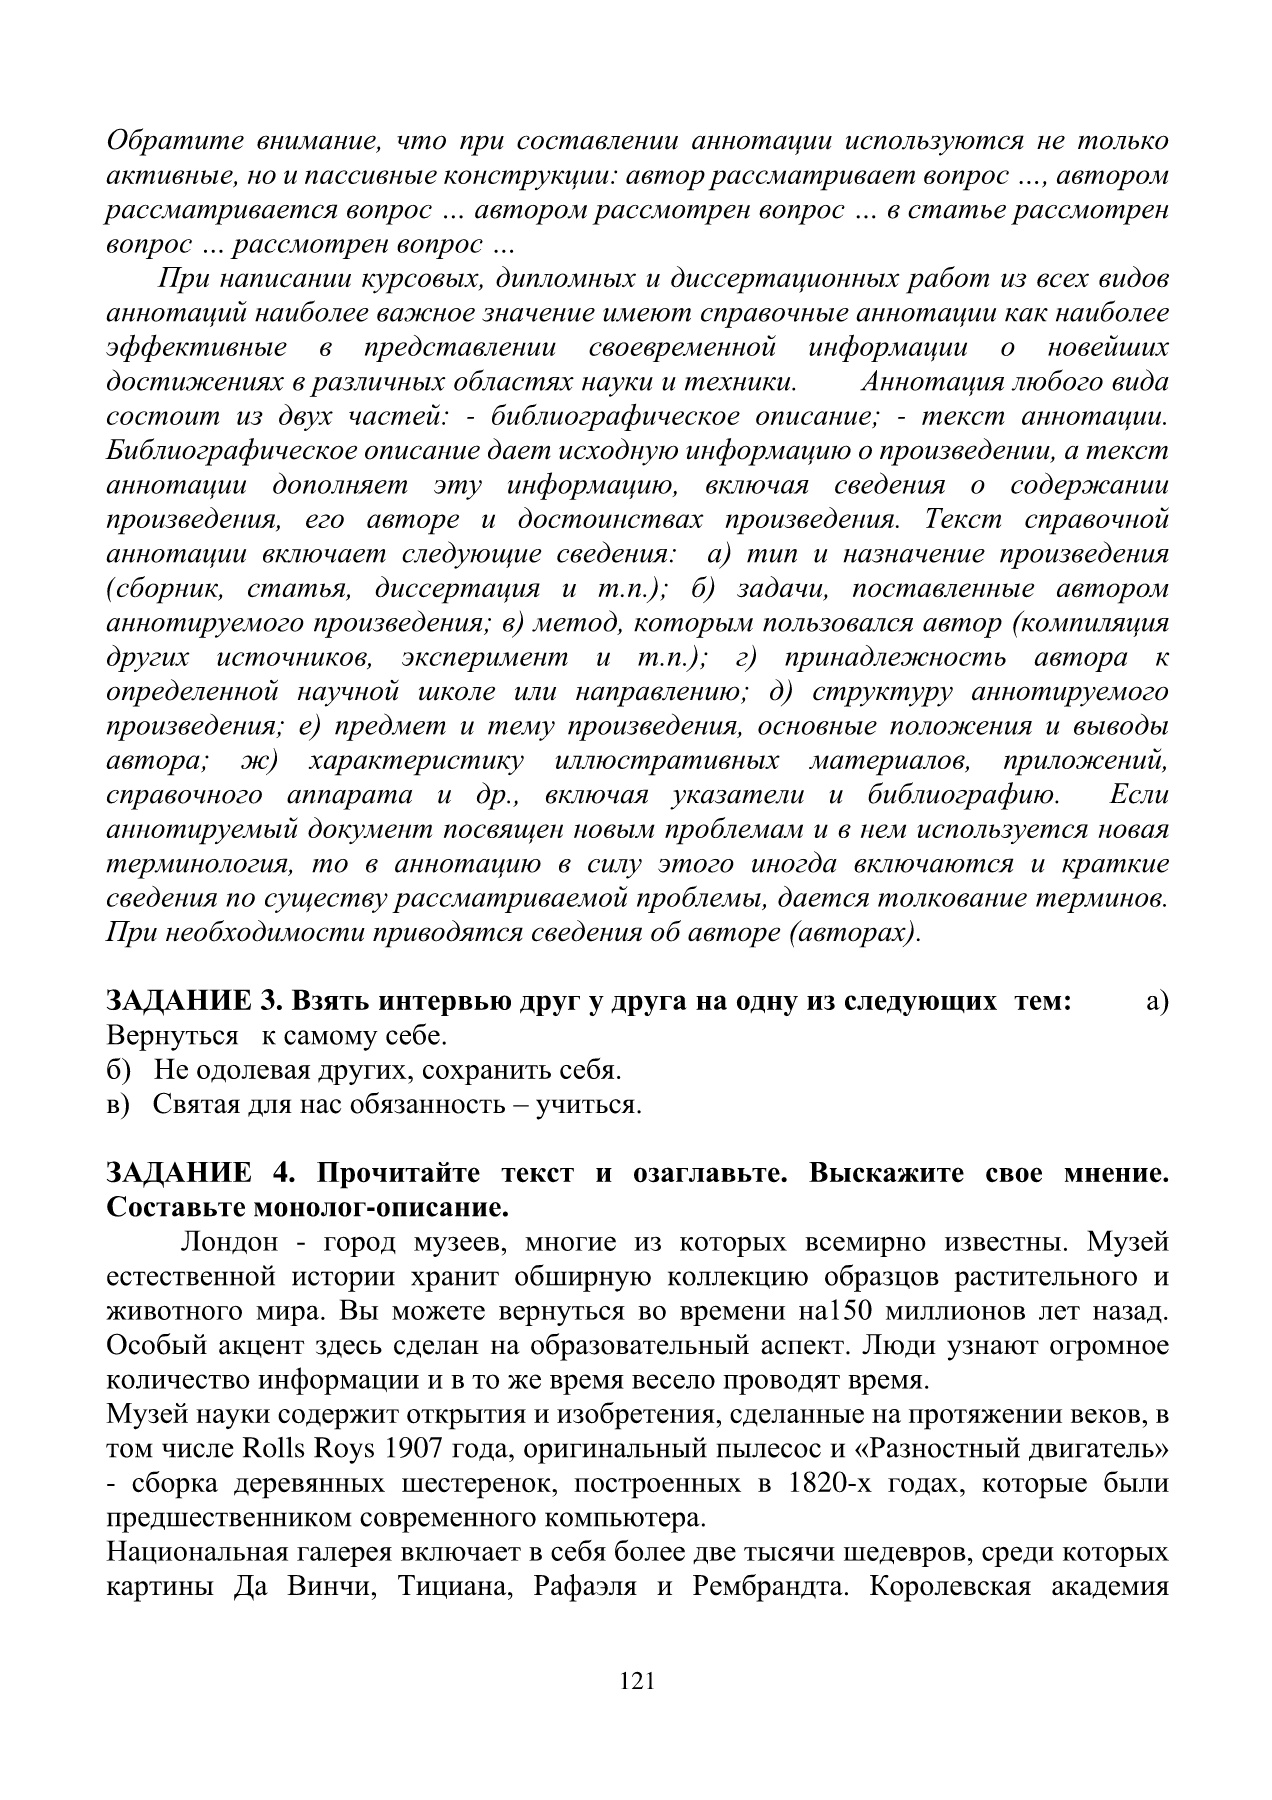 Обратите внимание, что при составлении аннотации используются не только
активные, но и пассивные конструкции: автор рассматривает вопрос …, автором
рассматривается вопрос … автором рассмотрен вопрос … в статье рассмотрен
вопрос … рассмотрен вопрос …
При написании курсовых, дипломных и диссертационных работ из всех видов
аннотаций наиболее важное значение имеют справочные аннотации как наиболее
эффективные в представлении своевременной информации о новейших
достижениях в различных областях науки и техники. Аннотация любого вида
состоит из двух частей: - библиографическое описание; - текст аннотации.
Библиографическое описание дает исходную информацию о произведении, а текст
аннотации дополняет эту информацию, включая сведения о содержании
произведения, его авторе и достоинствах произведения. Текст справочной
аннотации включает следующие сведения: а) тип и назначение произведения
(сборник, статья, диссертация и т.п.); б) задачи, поставленные автором
аннотируемого произведения; в) метод, которым пользовался автор (компиляция
других источников, эксперимент и т.п.); г) принадлежность автора к
определенной научной школе или направлению; д) структуру аннотируемого
произведения; е) предмет и тему произведения, основные положения и выводы
автора; ж) характеристику иллюстративных материалов, приложений,
справочного аппарата и др., включая указатели и библиографию. Если
аннотируемый документ посвящен новым проблемам и в нем используется новая
терминология, то в аннотацию в силу этого иногда включаются и краткие
сведения по существу рассматриваемой проблемы, дается толкование терминов.
При необходимости приводятся сведения об авторе (авторах).
ЗАДАНИЕ 3. Взять интервью друг у друга на одну из следующих тем: а)
Вернуться к самому себе.
б) Не одолевая других, сохранить себя.
в) Святая для нас обязанность – учиться.
ЗАДАНИЕ 4. Прочитайте текст и озаглавьте. Выскажите свое мнение.
Составьте монолог-описание.
Лондон - город музеев, многие из которых всемирно известны. Музей
естественной истории хранит обширную коллекцию образцов растительного и
животного мира. Вы можете вернуться во времени на150 миллионов лет назад.
Особый акцент здесь сделан на образовательный аспект. Люди узнают огромное
количество информации и в то же время весело проводят время.
Музей науки содержит открытия и изобретения, сделанные на протяжении веков, в
том числе Rolls Roys 1907 года, оригинальный пылесос и «Разностный двигатель»
- сборка деревянных шестеренок, построенных в 1820-х годах, которые были
предшественником современного компьютера.
Национальная галерея включает в себя более две тысячи шедевров, среди которых
картины Да Винчи, Тициана, Рафаэля и Рембрандта. Королевская академия
121